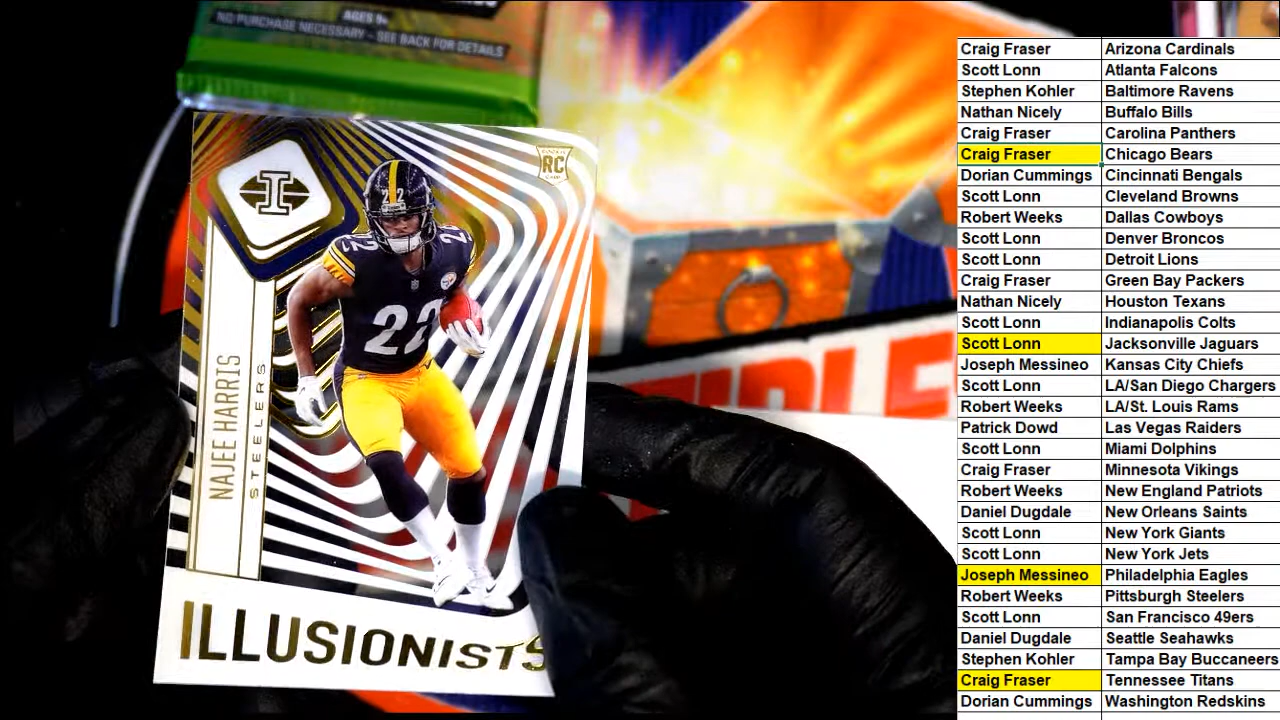 AGES 9+
NO PURCHASE NECESSARY - SEE BACK FOR DETAILS
ROOKIE
RC
CARD
I
22
22
22
22
NAJEE HARRIS
STEELERS
ILLUSIONISTS
Craig Fraser Arizona Cardinals
Scott Lonn Atlanta Falcons
Stephen Kohler Baltimore Ravens
Nathan Nicely Buffalo Bills
Craig Fraser Carolina Panthers
Craig Fraser Chicago Bears
Dorian Cummings Cincinnati Bengals
Scott Lonn Cleveland Browns
Robert Weeks Dallas Cowboys
Scott Lonn Denver Broncos
Scott Lonn Detroit Lions
Craig Fraser Green Bay Packers
Nathan Nicely Houston Texans
Scott Lonn Indianapolis Colts
Scott Lonn Jacksonville Jaguars
Joseph Messineo Kansas City Chiefs
Scott Lonn LA/San Diego Chargers
Robert Weeks LA/St. Louis Rams
Patrick Dowd Las Vegas Raiders
Scott Lonn Miami Dolphins
Craig Fraser Minnesota Vikings
Robert Weeks New England Patriots
Daniel Dugdale New Orleans Saints
Scott Lonn New York Giants
Scott Lonn New York Jets
Joseph Messineo Philadelphia Eagles
Robert Weeks Pittsburgh Steelers
Scott Lonn San Francisco 49ers
Daniel Dugdale Seattle Seahawks
Stephen Kohler Tampa Bay Buccaneers
Craig Fraser Tennessee Titans
Dorian Cummings Washington Redskins